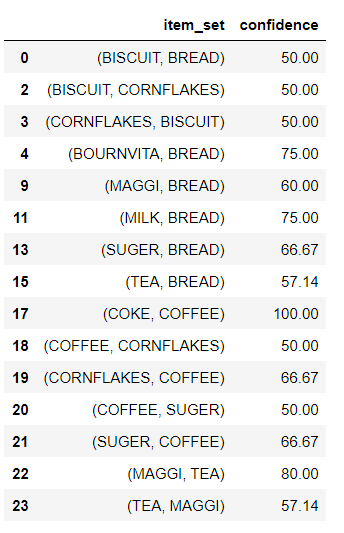 item_set confidence
0 (BISCUIT, BREAD) 50.00
2 (BISCUIT, CORNFLAKES) 50.00
3 (CORNFLAKES, BISCUIT) 50.00
4 (BOURNVITA, BREAD) 75.00
9 (MAGGI, BREAD) 60.00
11 (MILK, BREAD) 75.00
13 (SUGER, BREAD) 66.67
15 (TEA, BREAD) 57.14
17 (COKE, COFFEE) 100.00
18 (COFFEE, CORNFLAKES) 50.00
19 (CORNFLAKES, COFFEE) 66.67
20 (COFFEE, SUGER) 50.00
21 (SUGER, COFFEE) 66.67
22 (MAGGI, TEA) 80.00
23 (TEA, MAGGI) 57.14